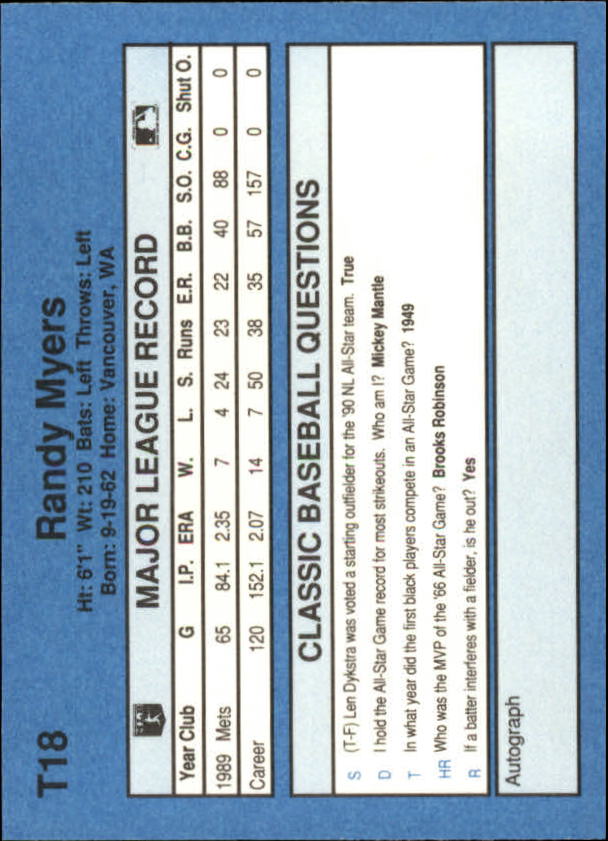 T18
Randy Myers
Ht: 6'1" Wt: 210 Bats: Left Throws: Left
Born: 9-19-62 Home: Vancouver, WA
MAJOR LEAGUE RECORD
Year Club G I.P. ERA W. L. S. Runs E.R. B.B. S.O. C.G. Shut O.
1989 Mets 65 84.1 2.35 7 4 24 23 22 40 88 0 0
Career 120 152.1 2.07 14 7 50 38 35 57 157 0 0
CLASSIC BASEBALL QUESTIONS
S (T-F) Len Dykstra was voted a starting outfielder for the '90 NL All-Star team. True
D I hold the All-Star Game record for most strikeouts. Who am I? Mickey Mantle
T In what year did the first black players compete in an All-Star Game? 1949
HR Who was the MVP of the '66 All-Star Game? Brooks Robinson
R If a batter interferes with a fielder, is he out? Yes
Autograph